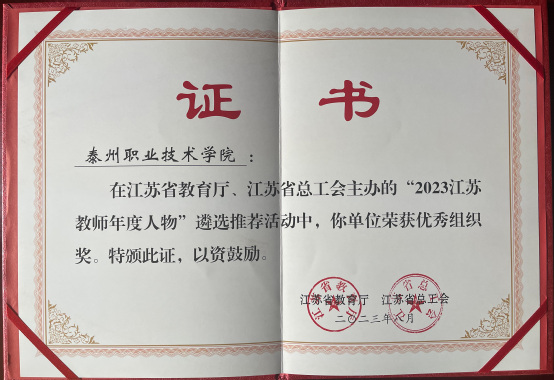 证书
泰州职业技术学院：
在江苏省教育厅、江苏省总工会主办的“2023江苏
教师年度人物”遴选推荐活动中，你单位荣获优秀组织
奖。特颁此证，以资鼓励。
江苏省教育厅 江苏省总工会
二〇二三年八月